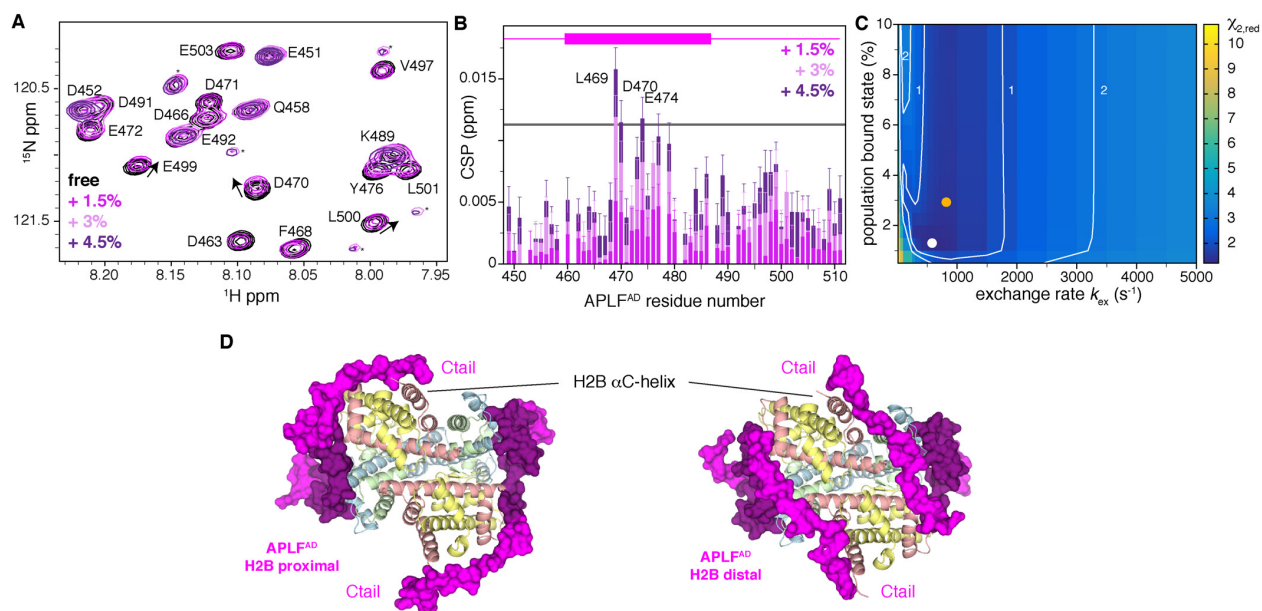 A
E503
E451
V497
D452
D491
D471
D466
Q458
E472
E492
K489
E499
D470
Y476
L501
L500
D463
F468
free
+ 1.5%
+ 3%
+ 4.5%
120.5
121.5
¹⁵N ppm
8.20
8.10
8.05
8.00
7.95
¹H ppm
B
+ 1.5%
+ 3%
+ 4.5%
L469
D470
E474
0.015
0.005
CSP (ppm)
450
460
470
480
490
500
510
APLFᴬᴰ residue number
C
10
8
6
4
2
population bound state (%)
2
1
1
2
0
1000
2000
3000
4000
5000
exchange rate kex (s⁻¹)
χ2,red
10
9
8
7
6
5
4
3
2
D
Ctail
H2B αC-helix
Ctail
APLFᴬᴰ
H2B proximal
Ctail
APLFᴬᴰ
H2B distal
Ctail